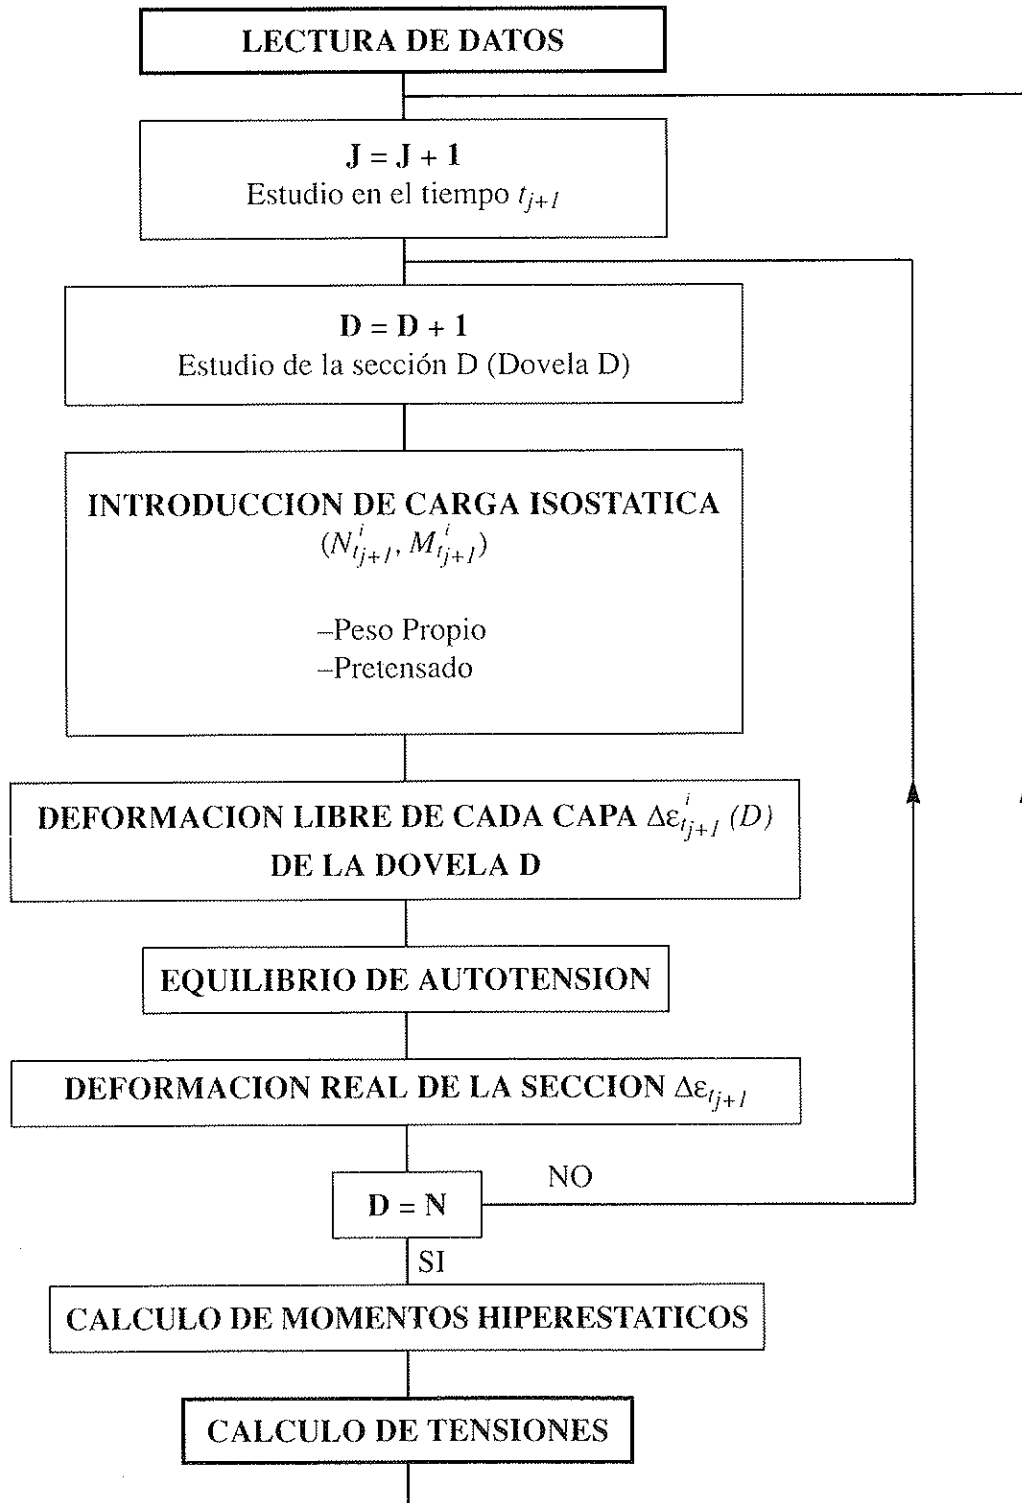 LECTURA DE DATOS
J = J + 1
Estudio en el tiempo t_{j+1}
D = D + 1
Estudio de la sección D (Dovela D)
INTRODUCCION DE CARGA ISOSTATICA
(N^i_{t_{j+1}}, M^i_{t_{j+1}})
–Peso Propio
–Pretensado
DEFORMACION LIBRE DE CADA CAPA Δε^i_{t_{j+1}} (D)
DE LA DOVELA D
EQUILIBRIO DE AUTOTENSION
DEFORMACION REAL DE LA SECCION Δε_{t_{j+1}}
NO
D = N
SI
CALCULO DE MOMENTOS HIPERESTATICOS
CALCULO DE TENSIONES